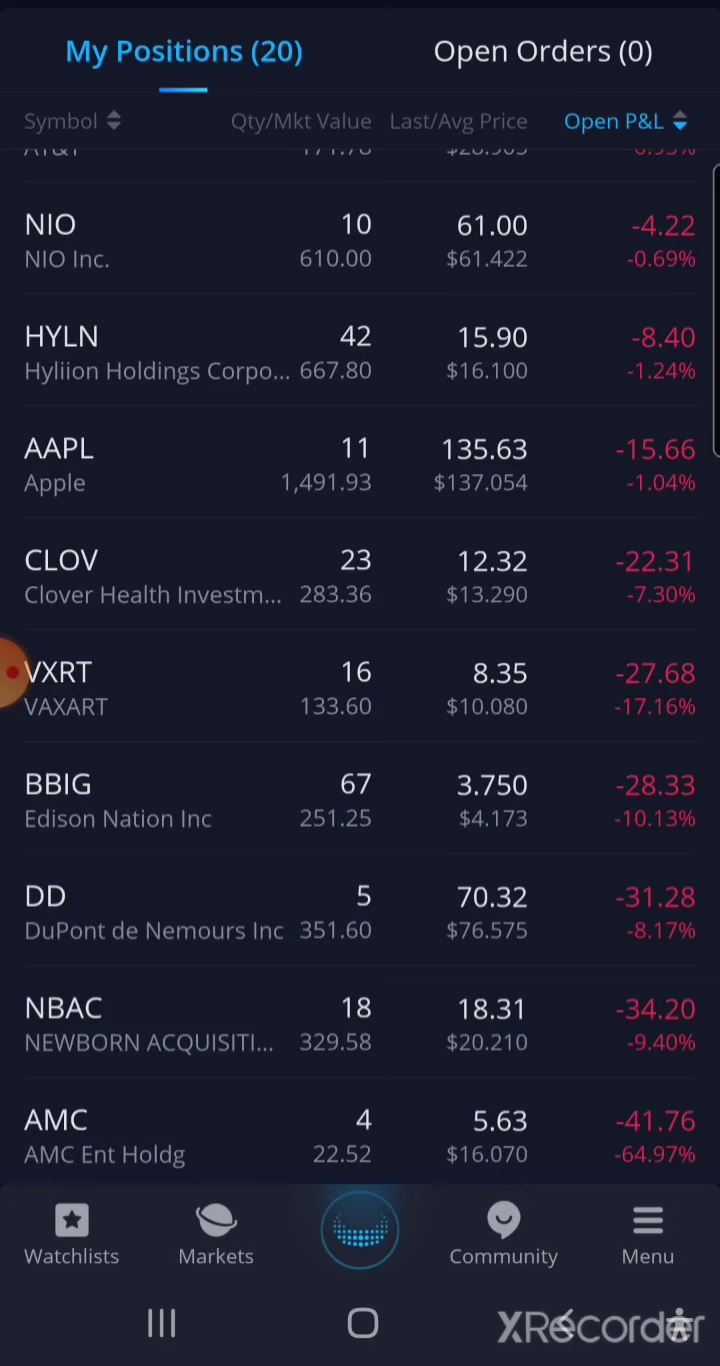 My Positions (20) Open Orders (0)
Symbol Qty/Mkt Value Last/Avg Price Open P&L
AT&T 171.78 $28.965 -0.95%
NIO 10 61.00 -4.22
NIO Inc. 610.00 $61.422 -0.69%
HYLN 42 15.90 -8.40
Hyliion Holdings Corpo... 667.80 $16.100 -1.24%
AAPL 11 135.63 -15.66
Apple 1,491.93 $137.054 -1.04%
CLOV 23 12.32 -22.31
Clover Health Investm... 283.36 $13.290 -7.30%
VXRT 16 8.35 -27.68
VAXART 133.60 $10.080 -17.16%
BBIG 67 3.750 -28.33
Edison Nation Inc 251.25 $4.173 -10.13%
DD 5 70.32 -31.28
DuPont de Nemours Inc 351.60 $76.575 -8.17%
NBAC 18 18.31 -34.20
NEWBORN ACQUISITI... 329.58 $20.210 -9.40%
AMC 4 5.63 -41.76
AMC Ent Holdg 22.52 $16.070 -64.97%
Watchlists Markets Community Menu
XRecorder